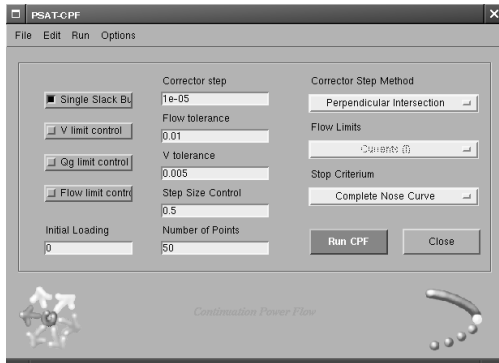 PSAT-CPF
File Edit Run Options
Single Slack Bu
V limit control
Qg limit control
Flow limit contro
Initial Loading
0
Corrector step
1e-05
Flow tolerance
0.01
V tolerance
0.005
Step Size Control
0.5
Number of Points
50
Corrector Step Method
Perpendicular Intersection
Flow Limits
Currents (I)
Stop Criterium
Complete Nose Curve
Run CPF Close
Continuation Power Flow